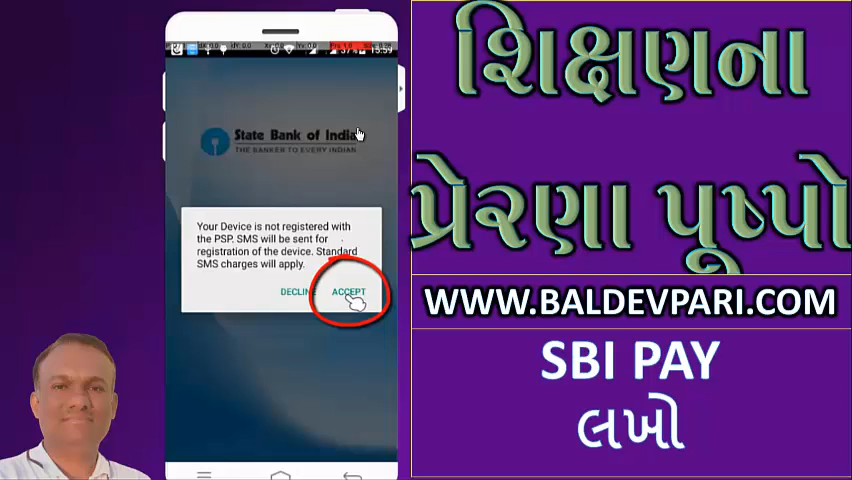 15:59
State Bank of India
THE BANKER TO EVERY INDIAN
Your Device is not registered with
the PSP. SMS will be sent for
registration of the device. Standard
SMS charges will apply.
DECLINE ACCEPT
શિક્ષણના
પ્રેરણા પૂષ્પો
WWW.BALDEVPARI.COM
SBI PAY
લખો